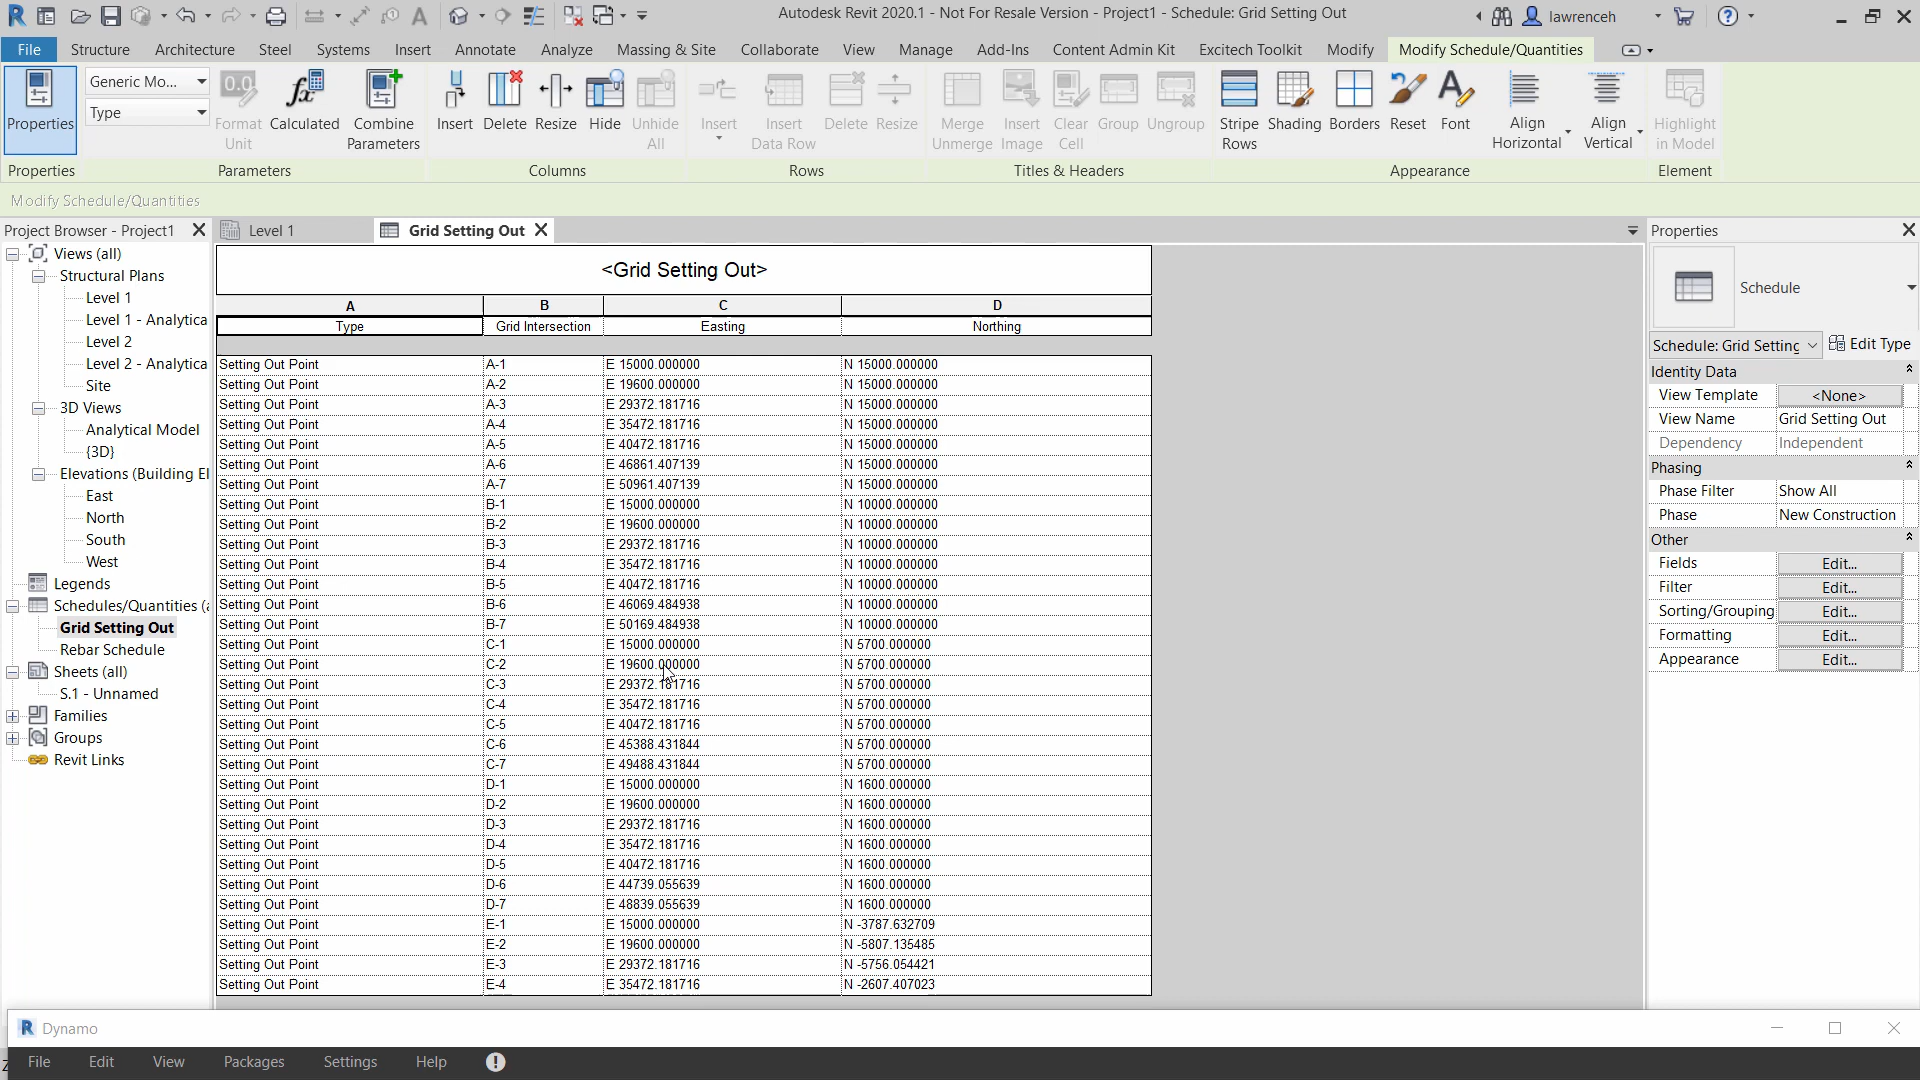 Autodesk Revit 2020.1 - Not For Resale Version - Project1 - Schedule: Grid Setting Out
lawrenceh
File Structure Architecture Steel Systems Insert Annotate Analyze Massing & Site Collaborate View Manage Add-Ins Content Admin Kit Excitech Toolkit Modify Modify Schedule/Quantities
Properties
Generic Mo...
Type
Format Unit
Calculated
Combine Parameters
Insert
Delete
Resize
Hide
Unhide All
Insert
Insert Data Row
Delete
Resize
Merge Unmerge
Insert Image
Clear Cell
Group
Ungroup
Stripe Rows
Shading
Borders
Reset
Font
Align Horizontal
Align Vertical
Highlight in Model
Properties Parameters Columns Rows Titles & Headers Appearance Element
Modify Schedule/Quantities
Project Browser - Project1
Views (all)
Structural Plans
Level 1
Level 1 - Analytica
Level 2
Level 2 - Analytica
Site
3D Views
Analytical Model
{3D}
Elevations (Building El
East
North
South
West
Legends
Schedules/Quantities (a
Grid Setting Out
Rebar Schedule
Sheets (all)
S.1 - Unnamed
Families
Groups
Revit Links
Level 1
Grid Setting Out
<Grid Setting Out>
A B C D
Type Grid Intersection Easting Northing
Setting Out Point A-1 E 15000.000000 N 15000.000000
Setting Out Point A-2 E 19600.000000 N 15000.000000
Setting Out Point A-3 E 29372.181716 N 15000.000000
Setting Out Point A-4 E 35472.181716 N 15000.000000
Setting Out Point A-5 E 40472.181716 N 15000.000000
Setting Out Point A-6 E 46861.407139 N 15000.000000
Setting Out Point A-7 E 50961.407139 N 15000.000000
Setting Out Point B-1 E 15000.000000 N 10000.000000
Setting Out Point B-2 E 19600.000000 N 10000.000000
Setting Out Point B-3 E 29372.181716 N 10000.000000
Setting Out Point B-4 E 35472.181716 N 10000.000000
Setting Out Point B-5 E 40472.181716 N 10000.000000
Setting Out Point B-6 E 46069.484938 N 10000.000000
Setting Out Point B-7 E 50169.484938 N 10000.000000
Setting Out Point C-1 E 15000.000000 N 5700.000000
Setting Out Point C-2 E 19600.000000 N 5700.000000
Setting Out Point C-3 E 29372.181716 N 5700.000000
Setting Out Point C-4 E 35472.181716 N 5700.000000
Setting Out Point C-5 E 40472.181716 N 5700.000000
Setting Out Point C-6 E 45388.431844 N 5700.000000
Setting Out Point C-7 E 49488.431844 N 5700.000000
Setting Out Point D-1 E 15000.000000 N 1600.000000
Setting Out Point D-2 E 19600.000000 N 1600.000000
Setting Out Point D-3 E 29372.181716 N 1600.000000
Setting Out Point D-4 E 35472.181716 N 1600.000000
Setting Out Point D-5 E 40472.181716 N 1600.000000
Setting Out Point D-6 E 44739.055639 N 1600.000000
Setting Out Point D-7 E 48839.055639 N 1600.000000
Setting Out Point E-1 E 15000.000000 N -3787.632709
Setting Out Point E-2 E 19600.000000 N -5807.135485
Setting Out Point E-3 E 29372.181716 N -5756.054421
Setting Out Point E-4 E 35472.181716 N -2607.407023
Properties
Schedule
Schedule: Grid Setting Edit Type
Identity Data
View Template <None>
View Name Grid Setting Out
Dependency Independent
Phasing
Phase Filter Show All
Phase New Construction
Other
Fields Edit...
Filter Edit...
Sorting/Grouping Edit...
Formatting Edit...
Appearance Edit...
Dynamo
File Edit View Packages Settings Help